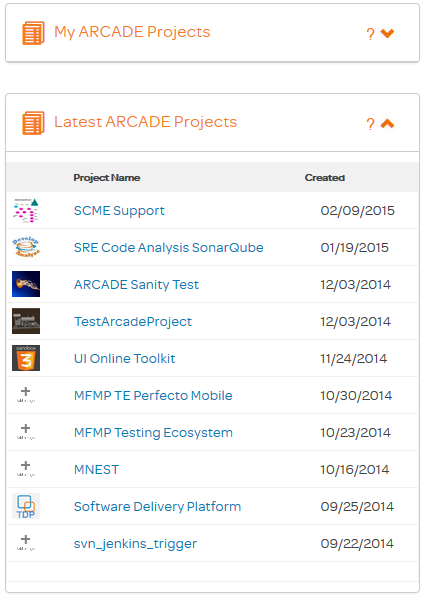 My ARCADE Projects ?
Latest ARCADE Projects ?
Project Name Created
SCME Support 02/09/2015
SRE Code Analysis SonarQube 01/19/2015
ARCADE Sanity Test 12/03/2014
TestArcadeProject 12/03/2014
sandbox
3
UI Online Toolkit 11/24/2014
MFMP TE Perfecto Mobile 10/30/2014
MFMP Testing Ecosystem 10/23/2014
MNEST 10/16/2014
TDP
Software Delivery Platform 09/25/2014
svn_jenkins_trigger 09/22/2014